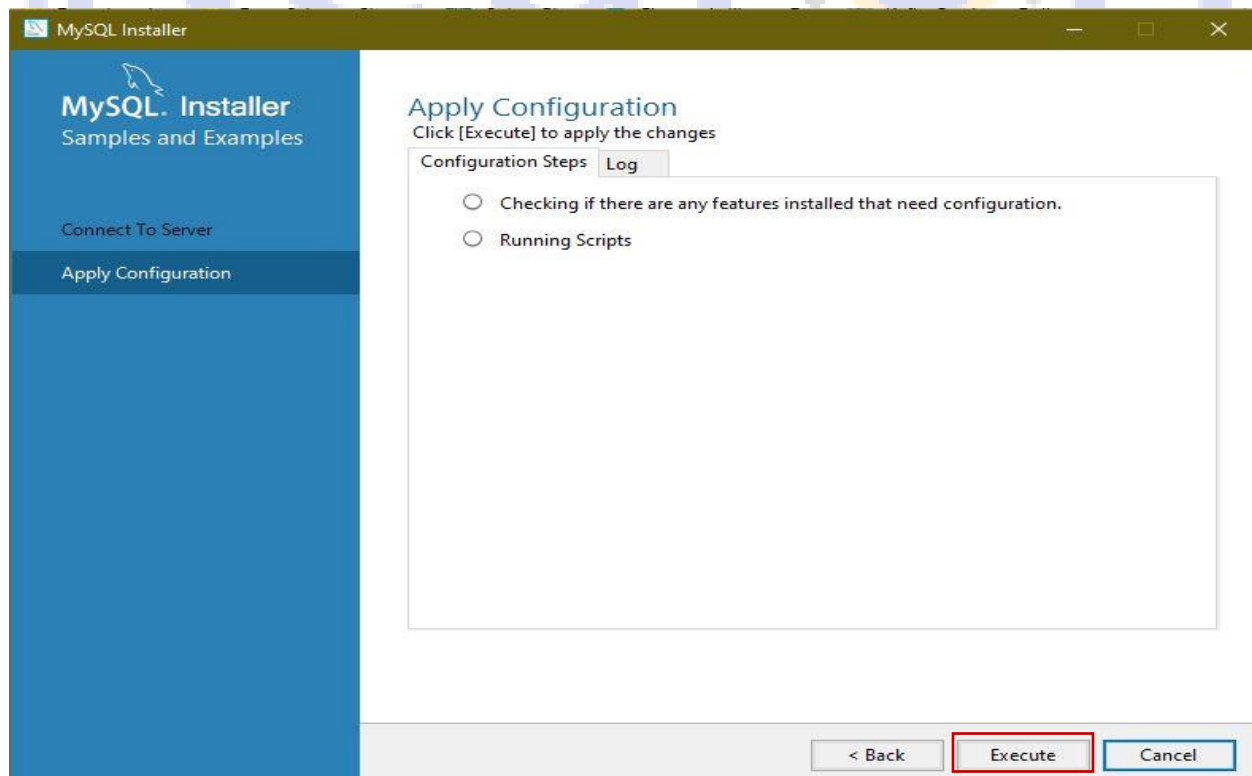 MySQL Installer
MySQL. Installer
Samples and Examples
Connect To Server
Apply Configuration
Apply Configuration
Click [Execute] to apply the changes
Configuration Steps
Log
Checking if there are any features installed that need configuration.
Running Scripts
< Back
Execute
Cancel